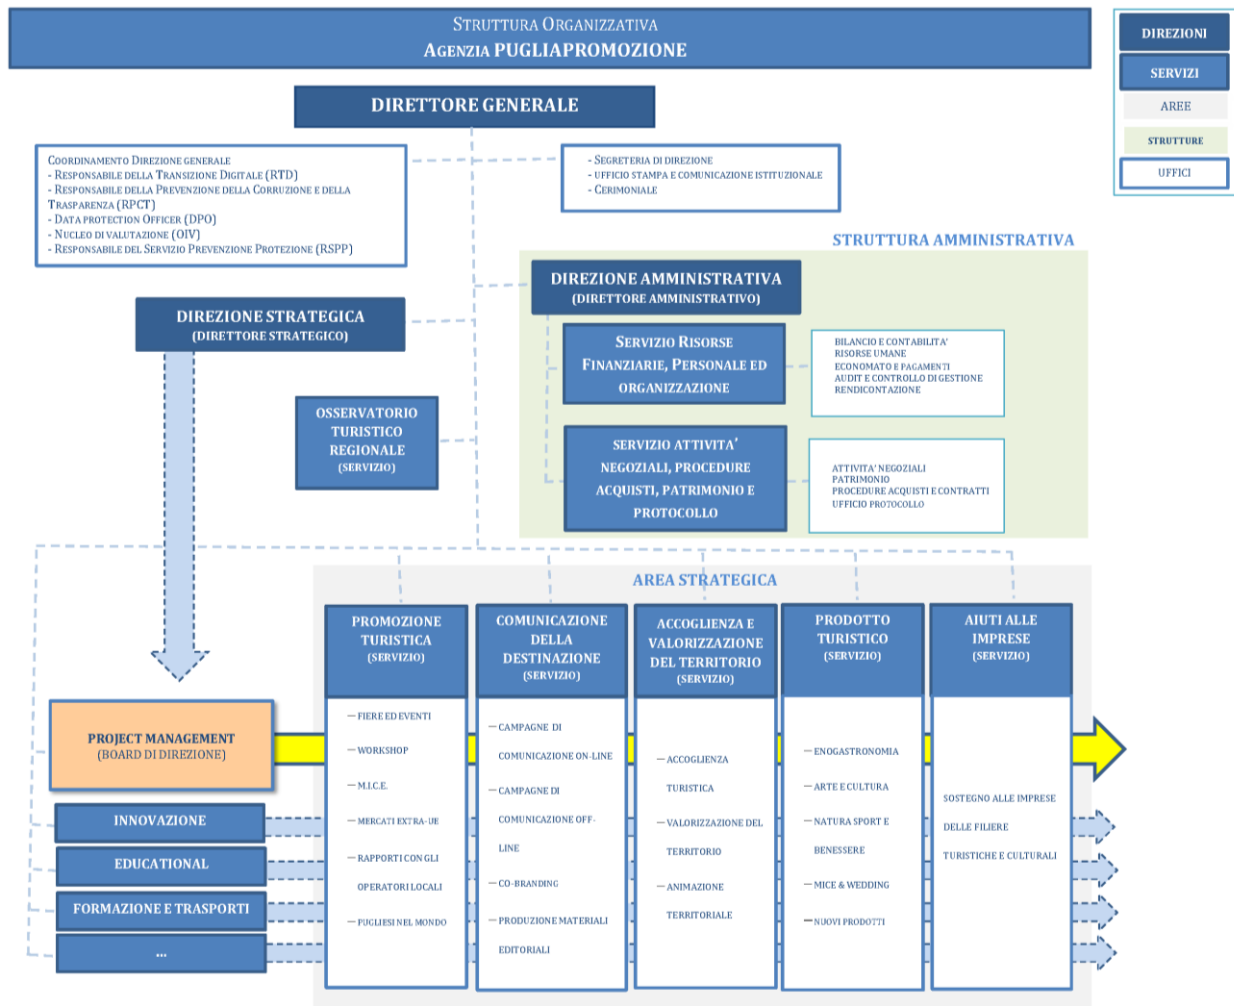 STRUTTURA ORGANIZZATIVA
AGENZIA PUGLIAPROMOZIONE
DIREZIONI
SERVIZI
AREE
STRUTTURE
UFFICI
DIRETTORE GENERALE
COORDINAMENTO DIREZIONE GENERALE
- RESPONSABILE DELLA TRANSIZIONE DIGITALE (RTD)
- RESPONSABILE DELLA PREVENZIONE DELLA CORRUZIONE E DELLA
TRASPARENZA (RPCT)
- DATA PROTECTION OFFICER (DPO)
- NUCLEO DI VALUTAZIONE (OIV)
- RESPONSABILE DEL SERVIZIO PREVENZIONE PROTEZIONE (RSPP)
- SEGRETERIA DI DIREZIONE
- UFFICIO STAMPA E COMUNICAZIONE ISTITUZIONALE
- CERIMONIALE
STRUTTURA AMMINISTRATIVA
DIREZIONE AMMINISTRATIVA
(DIRETTORE AMMINISTRATIVO)
DIREZIONE STRATEGICA
(DIRETTORE STRATEGICO)
SERVIZIO RISORSE
FINANZIARIE, PERSONALE ED
ORGANIZZAZIONE
BILANCIO E CONTABILITA'
RISORSE UMANE
ECONOMATO E PAGAMENTI
AUDIT E CONTROLLO DI GESTIONE
RENDICONTAZIONE
OSSERVATORIO
TURISTICO
REGIONALE
(SERVIZIO)
SERVIZIO ATTIVITA'
NEGOZIALI, PROCEDURE
ACQUISTI, PATRIMONIO E
PROTOCOLLO
ATTIVITA' NEGOZIALI
PATRIMONIO
PROCEDURE ACQUISTI E CONTRATTI
UFFICIO PROTOCOLLO
AREA STRATEGICA
PROMOZIONE
TURISTICA
(SERVIZIO)
— FIERE ED EVENTI
— WORKSHOP
— M.I.C.E.
— MERCATI EXTRA-UE
— RAPPORTI CON GLI
OPERATORI LOCALI
— PUGLIESI NEL MONDO
COMUNICAZIONE
DELLA
DESTINAZIONE
(SERVIZIO)
— CAMPAGNE DI
COMUNICAZIONE ON-LINE
— CAMPAGNE DI
COMUNICAZIONE OFF-
LINE
— CO-BRANDING
— PRODUZIONE MATERIALI
EDITORIALI
ACCOGLIENZA E
VALORIZZAZIONE
DEL TERRITORIO
(SERVIZIO)
— ACCOGLIENZA
TURISTICA
— VALORIZZAZIONE DEL
TERRITORIO
— ANIMAZIONE
TERRITORIALE
PRODOTTO
TURISTICO
(SERVIZIO)
— ENOGASTRONOMIA
— ARTE E CULTURA
— NATURA SPORT E
BENESSERE
— MICE & WEDDING
— NUOVI PRODOTTI
AIUTI ALLE
IMPRESE
(SERVIZIO)
SOSTEGNO ALLE IMPRESE
DELLE FILIERE
TURISTICHE E CULTURALI
PROJECT MANAGEMENT
(BOARD DI DIREZIONE)
INNOVAZIONE
EDUCATIONAL
FORMAZIONE E TRASPORTI
...